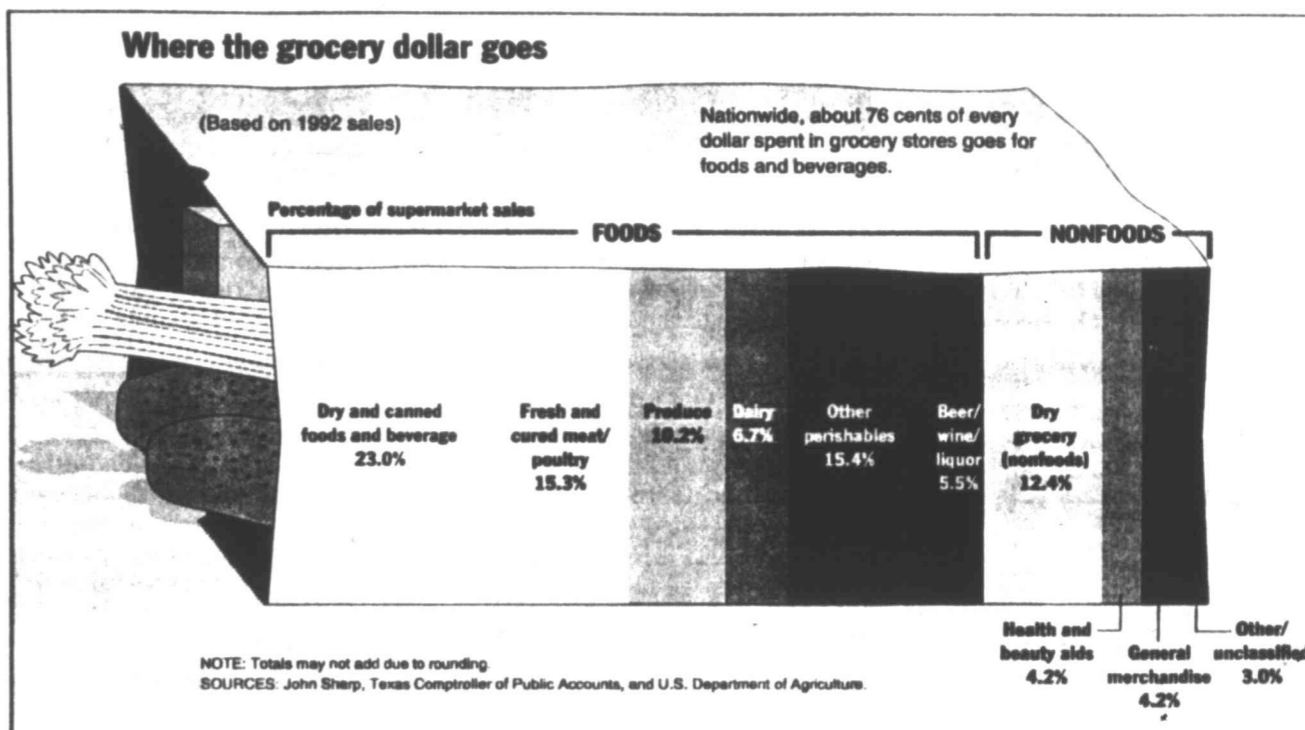 Where the grocery dollar goes
(Based on 1992 sales)
Nationwide, about 76 cents of every
dollar spent in grocery stores goes for
foods and beverages.
Percentage of supermarket sales
FOODS
NONFOODS
Dry and canned
foods and beverage
23.0%
Fresh and
cured meat/
poultry
15.3%
Produce
10.2%
Dairy
6.7%
Other
perishables
15.4%
Beer/
wine/
liquor
5.5%
Dry
grocery
(nonfoods)
12.4%
Health and
beauty aids
4.2%
General
merchandise
4.2%
Other/
unclassified
3.0%
NOTE: Totals may not add due to rounding.
SOURCES: John Sharp, Texas Comptroller of Public Accounts, and U.S. Department of Agriculture.